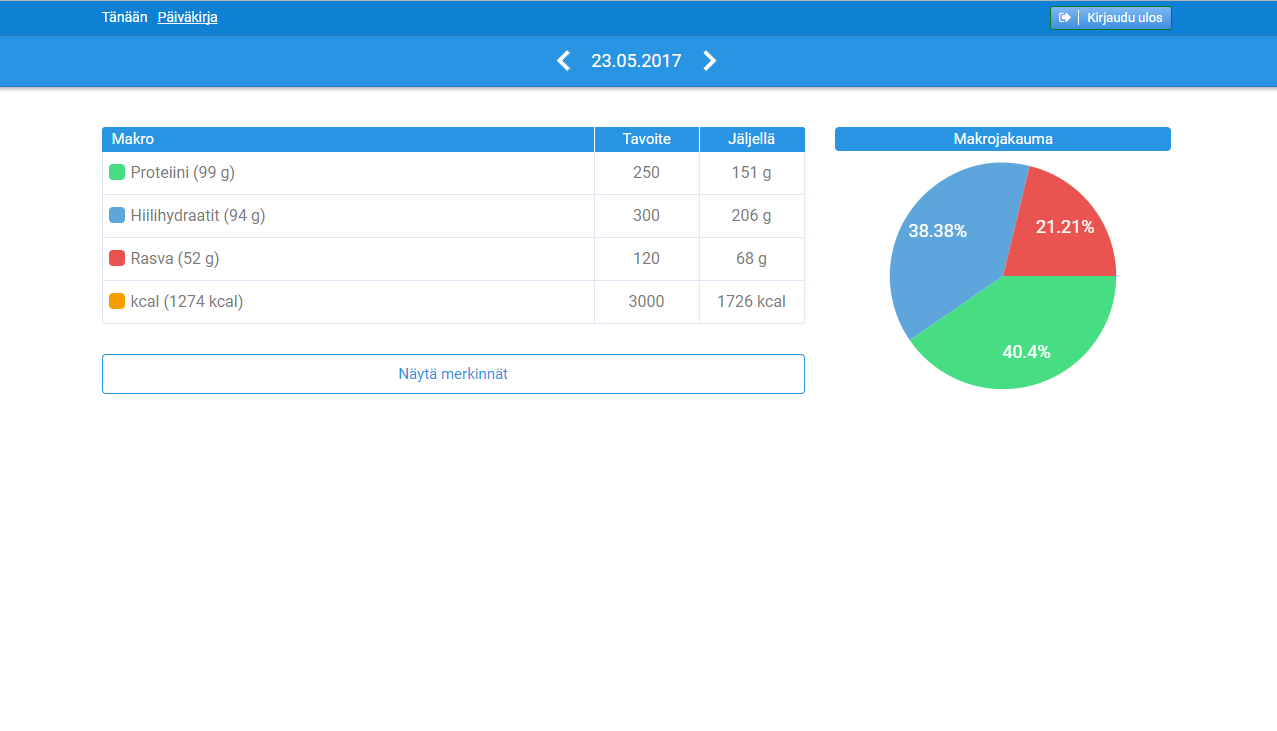 Tänään Päiväkirja Kirjaudu ulos
23.05.2017
Makro Tavoite Jäljellä
Proteiini (99 g) 250 151 g
Hiilihydraatit (94 g) 300 206 g
Rasva (52 g) 120 68 g
kcal (1274 kcal) 3000 1726 kcal
Näytä merkinnät
Makrojakauma
38.38%
21.21%
40.4%